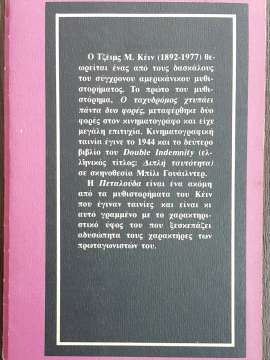 Ο Τζέιμς Μ. Κέιν (1892-1977) θε-
ωρείται ένας από τους δασκάλους
του σύγχρονου αμερικάνικου μυθι-
στορήματος. Το πρώτο του μυθι-
στόρημα, Ο ταχυδρόμος χτυπάει
πάντα δυο φορές, μεταφέρθηκε δυο
φορές στον κινηματογράφο και είχε
μεγάλη επιτυχία. Κινηματογραφική
ταινία έγινε το 1944 και το δεύτερο
βιβλίο του Double Indemnity (ελ-
ληνικός τίτλος: Διπλή ταυτότητα)
σε σκηνοθεσία Μπίλι Γουάιλντερ.
Η Πεταλούδα είναι ένα ακόμη
από τα μυθιστορήματα του Κέιν
που έγιναν ταινίες και είναι κι
αυτό γραμμένο με το χαρακτηρι-
στικό ύφος του που ξεσκεπάζει
αδυσώπητα τους χαρακτήρες των
πρωταγωνιστών του.